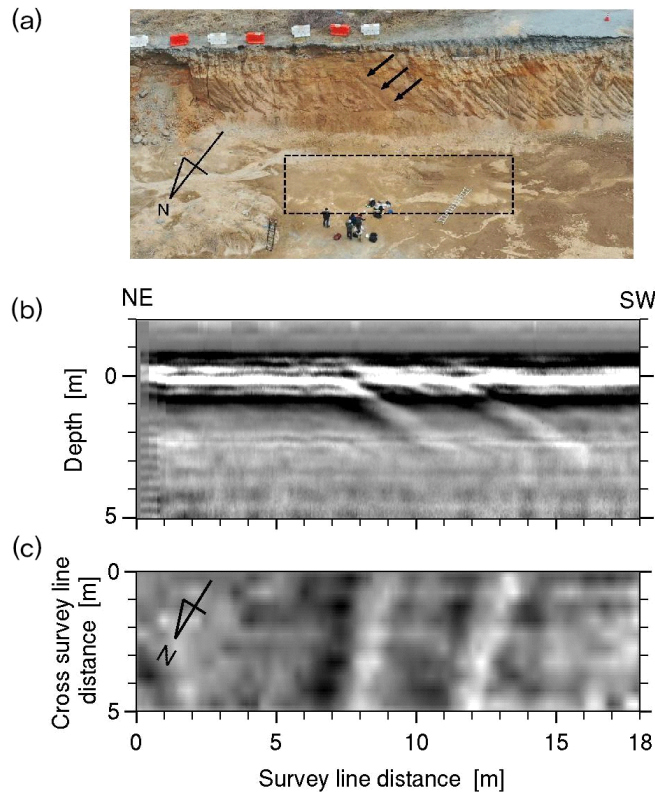 (a)
N
NE SW
(b)
0
Depth [m]
5
(c)
0
Cross survey line
distance [m]
N
5
0 5 10 15 18
Survey line distance [m]